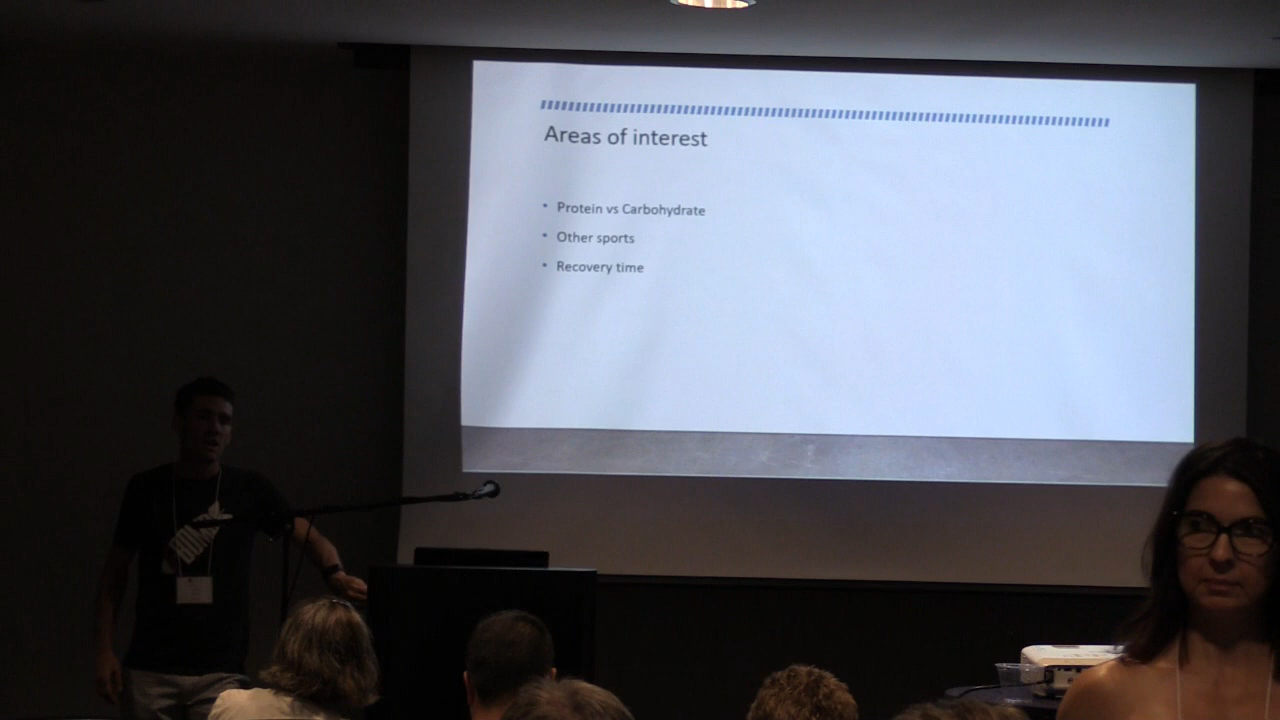 Areas of interest
• Protein vs Carbohydrate
• Other sports
• Recovery time